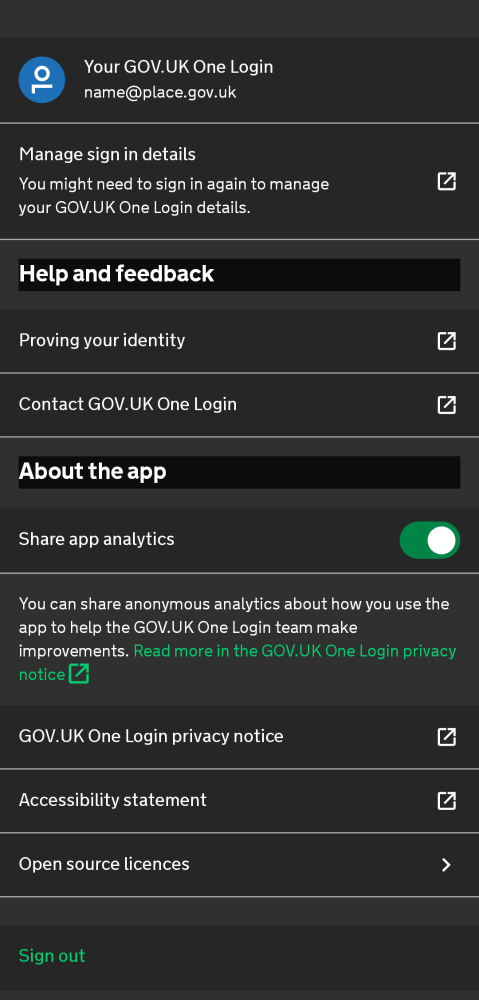 Your GOV.UK One Login
name@place.gov.uk
Manage sign in details
You might need to sign in again to manage
your GOV.UK One Login details.
Help and feedback
Proving your identity
Contact GOV.UK One Login
About the app
Share app analytics
You can share anonymous analytics about how you use the
app to help the GOV.UK One Login team make
improvements. Read more in the GOV.UK One Login privacy
notice
GOV.UK One Login privacy notice
Accessibility statement
Open source licences
Sign out